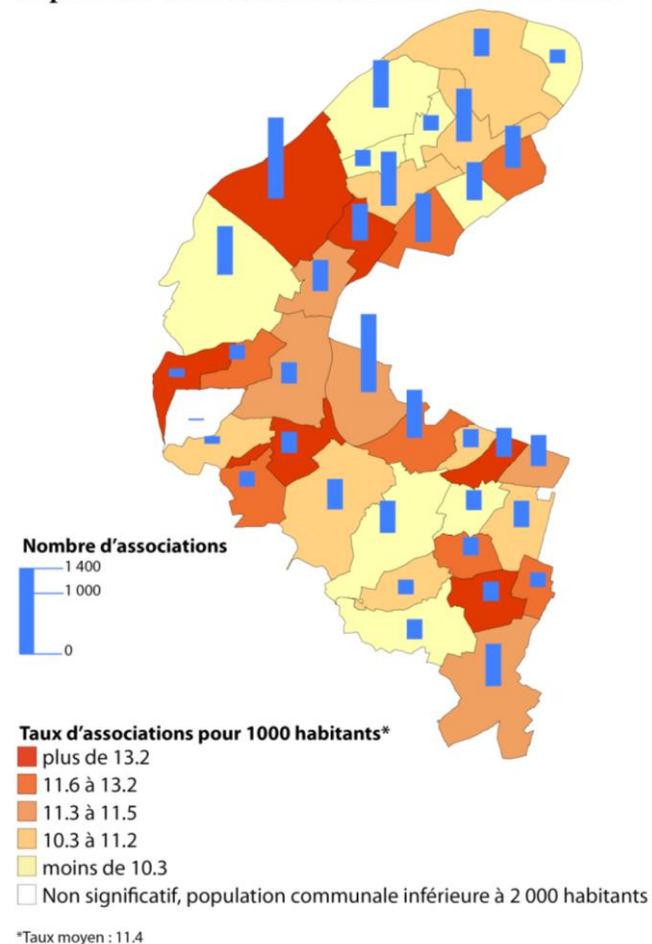 Nombre d'associations
1 400
1 000
0
Taux d'associations pour 1000 habitants*
plus de 13.2
11.6 à 13.2
11.3 à 11.5
10.3 à 11.2
moins de 10.3
Non significatif, population communale inférieure à 2 000 habitants
*Taux moyen : 11.4